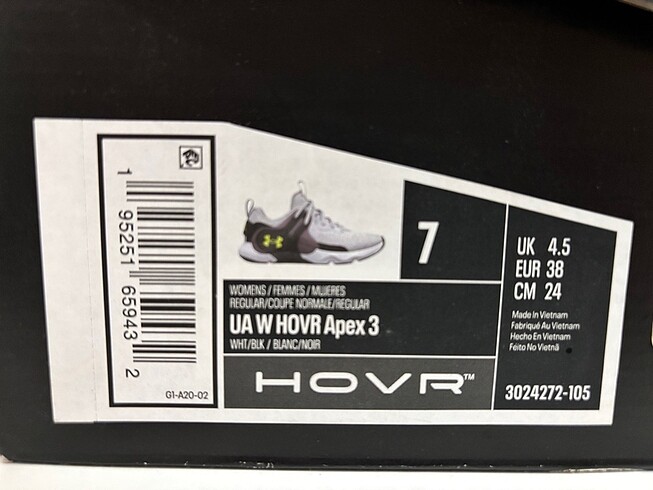 1 95251 65943 2
G1-A20-02
7
WOMENS / FEMMES / MUJERES
REGULAR/COUPE NORMALE/REGULAR
UA W HOVR Apex 3
WHT/BLK / BLANC/NOIR
HOVR™
UK 4.5
EUR 38
CM 24
Made In Vietnam
Fabriqué Au Vietnam
Hecho En Vietnam
Feito No Vietnã
3024272-105